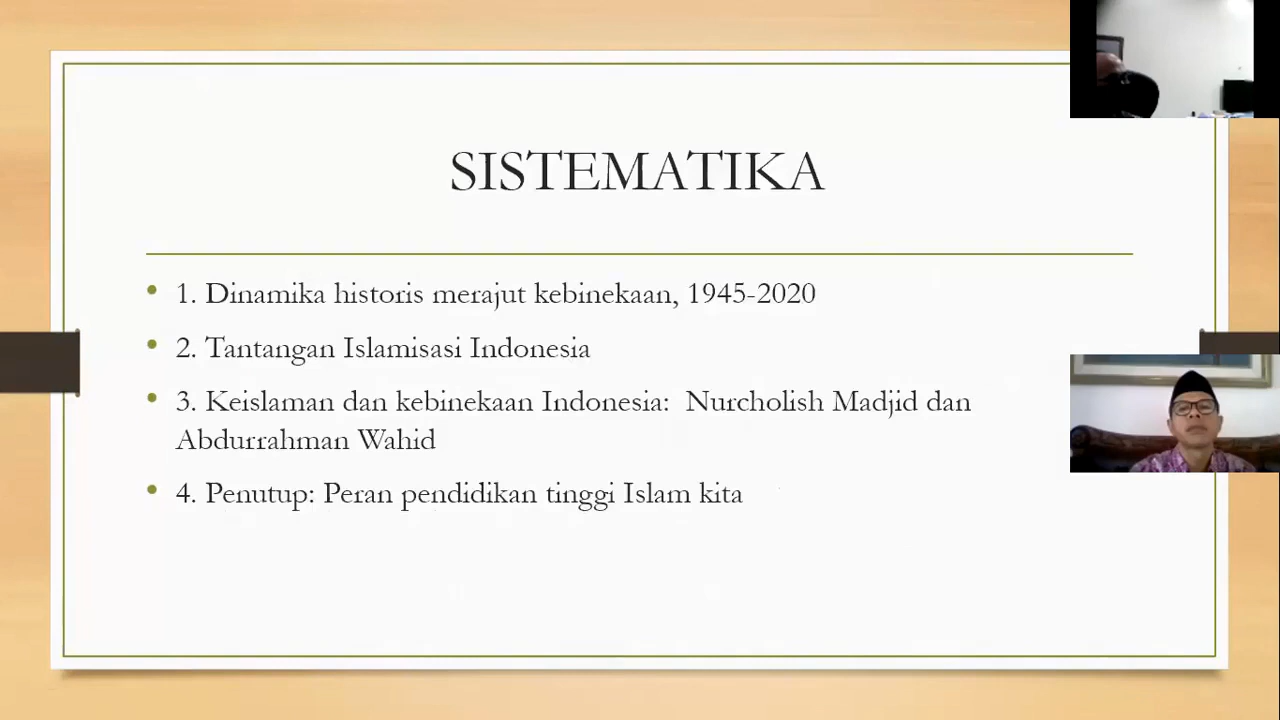 SISTEMATIKA
• 1. Dinamika historis merajut kebinekaan, 1945-2020
• 2. Tantangan Islamisasi Indonesia
• 3. Keislaman dan kebinekaan Indonesia:  Nurcholish Madjid dan
Abdurrahman Wahid
• 4. Penutup: Peran pendidikan tinggi Islam kita